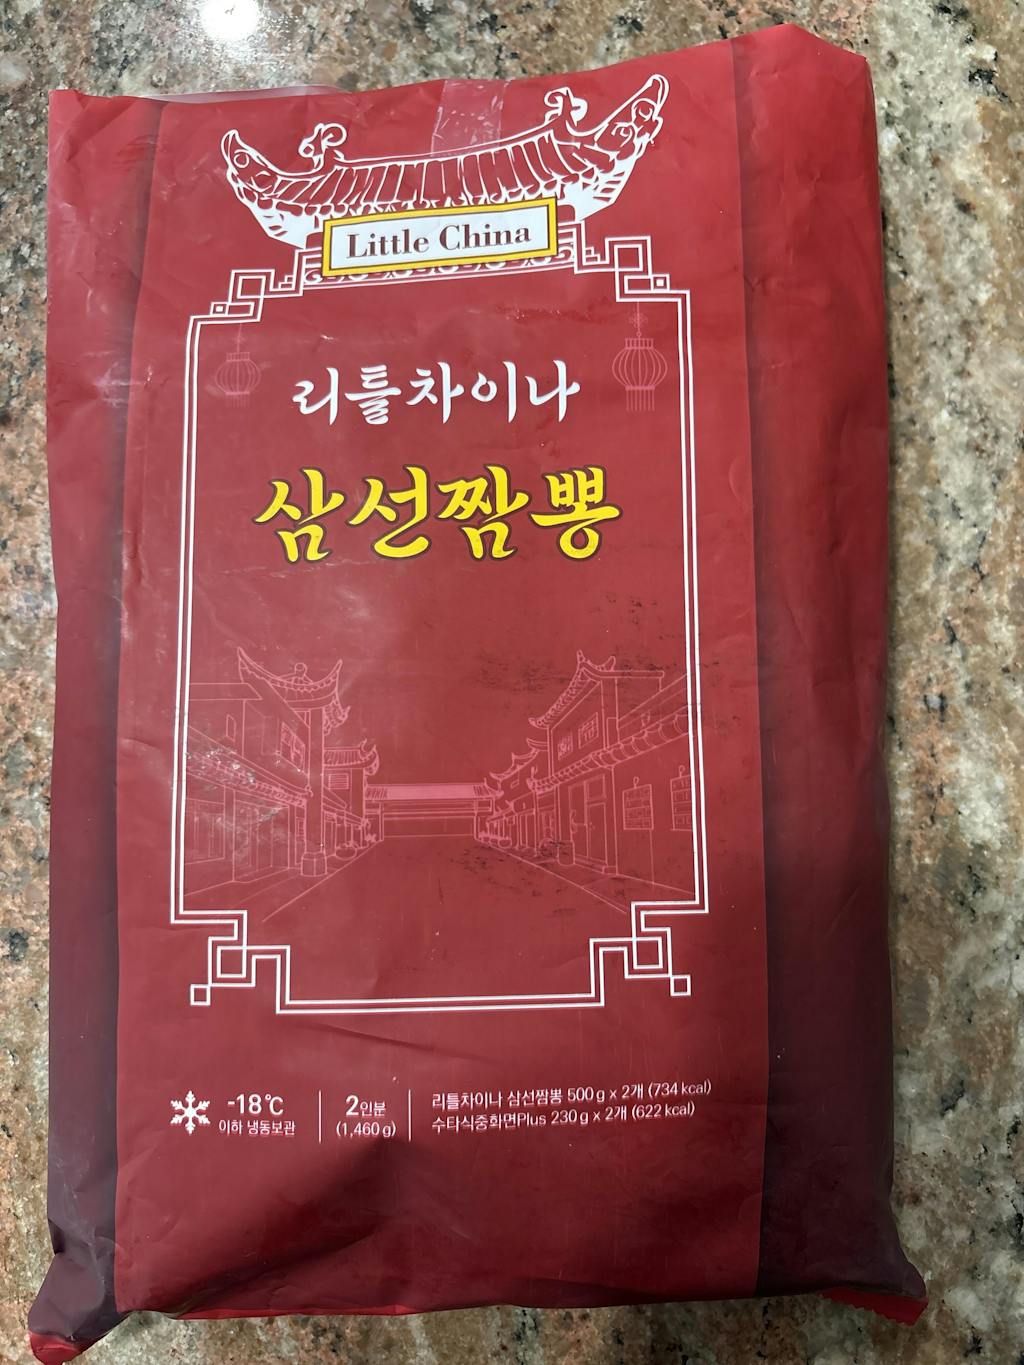 Little China
리틀차이나
삼선짬뽕
-18℃
이하 냉동보관
2인분
(1,460g)
리틀차이나 삼선짬뽕 500g x 2개 (734 kcal)
수타식중화면Plus 230g x 2개 (622 kcal)